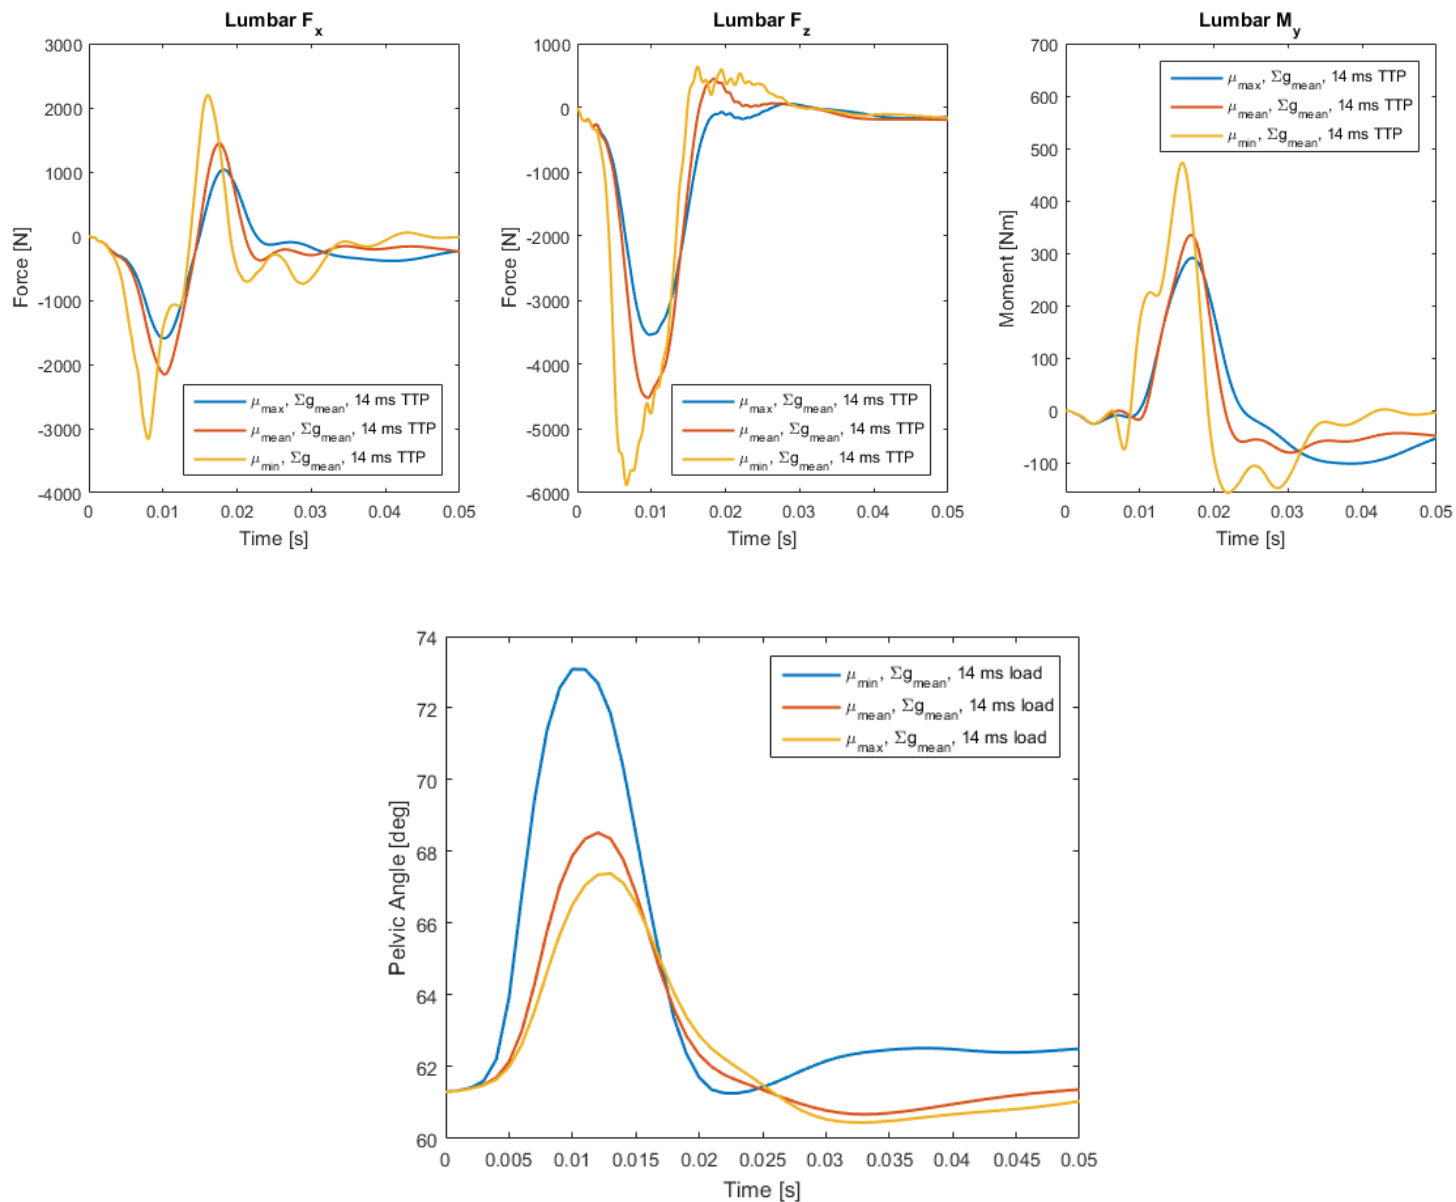 Lumbar Fx
3000
2000
1000
0
-1000
-2000
-3000
-4000
Force [N]
μmax, Σgmean, 14 ms TTP
μmean, Σgmean, 14 ms TTP
μmin, Σgmean, 14 ms TTP
0 0.01 0.02 0.03 0.04 0.05
Time [s]
Lumbar Fz
1000
0
-1000
-2000
-3000
-4000
-5000
-6000
Force [N]
μmax, Σgmean, 14 ms TTP
μmean, Σgmean, 14 ms TTP
μmin, Σgmean, 14 ms TTP
0 0.01 0.02 0.03 0.04 0.05
Time [s]
Lumbar My
700
600
500
400
300
200
100
0
-100
Moment [Nm]
μmax, Σgmean, 14 ms TTP
μmean, Σgmean, 14 ms TTP
μmin, Σgmean, 14 ms TTP
0 0.01 0.02 0.03 0.04 0.05
Time [s]
74
72
70
68
66
64
62
60
Pelvic Angle [deg]
μmin, Σgmean, 14 ms load
μmean, Σgmean, 14 ms load
μmax, Σgmean, 14 ms load
0 0.005 0.01 0.015 0.02 0.025 0.03 0.035 0.04 0.045 0.05
Time [s]